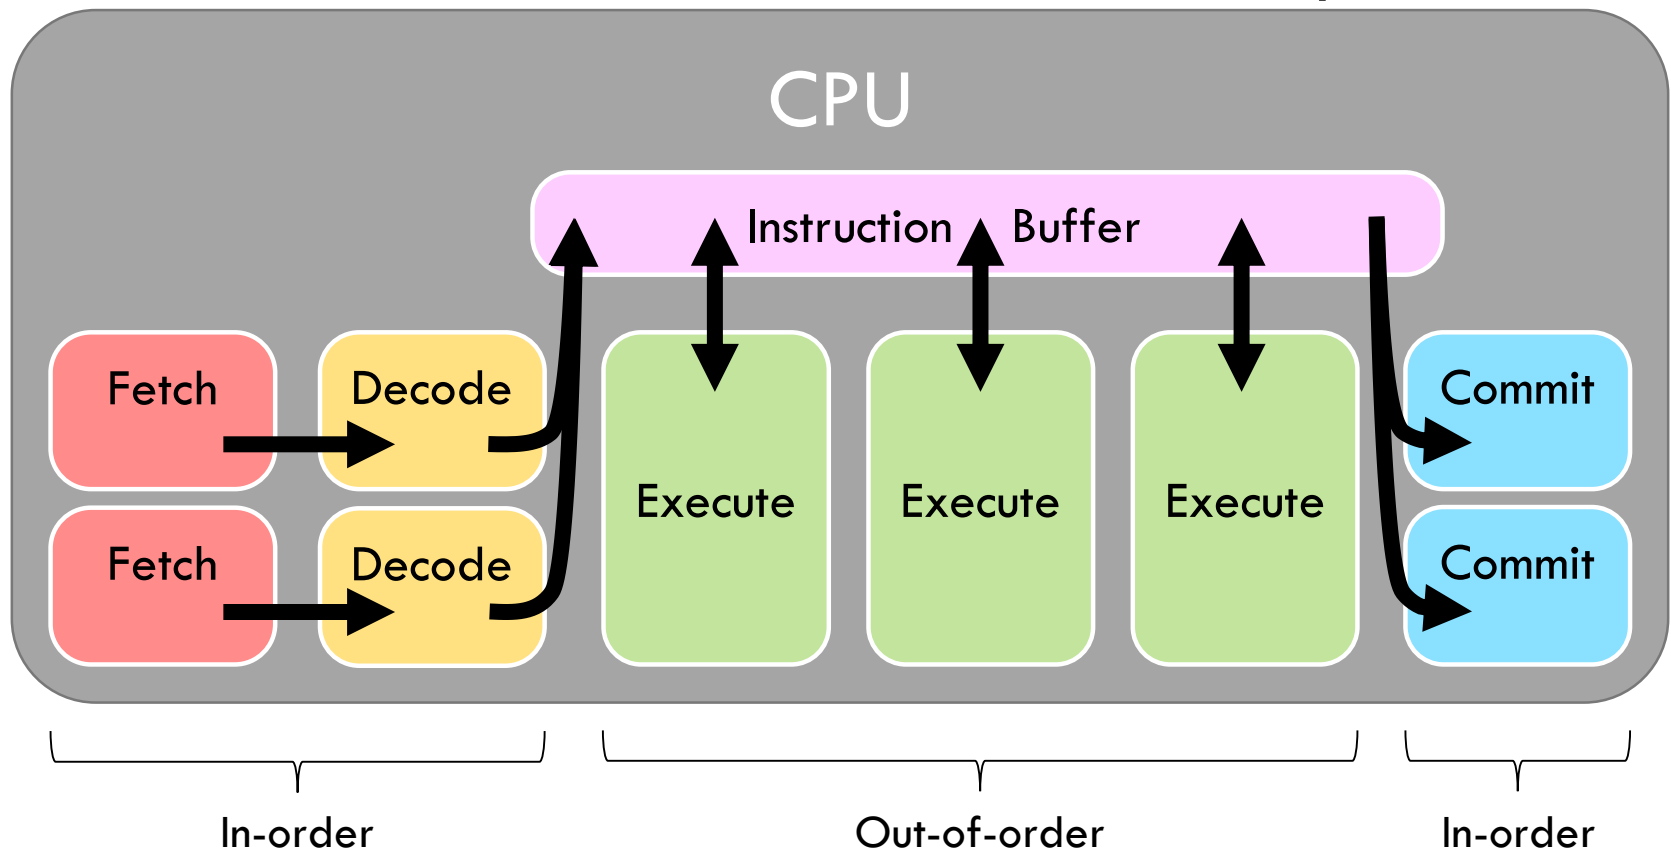 CPU
Instruction Buffer
Fetch
Decode
Commit
Execute
Execute
Execute
Fetch
Decode
Commit
In-order
Out-of-order
In-order